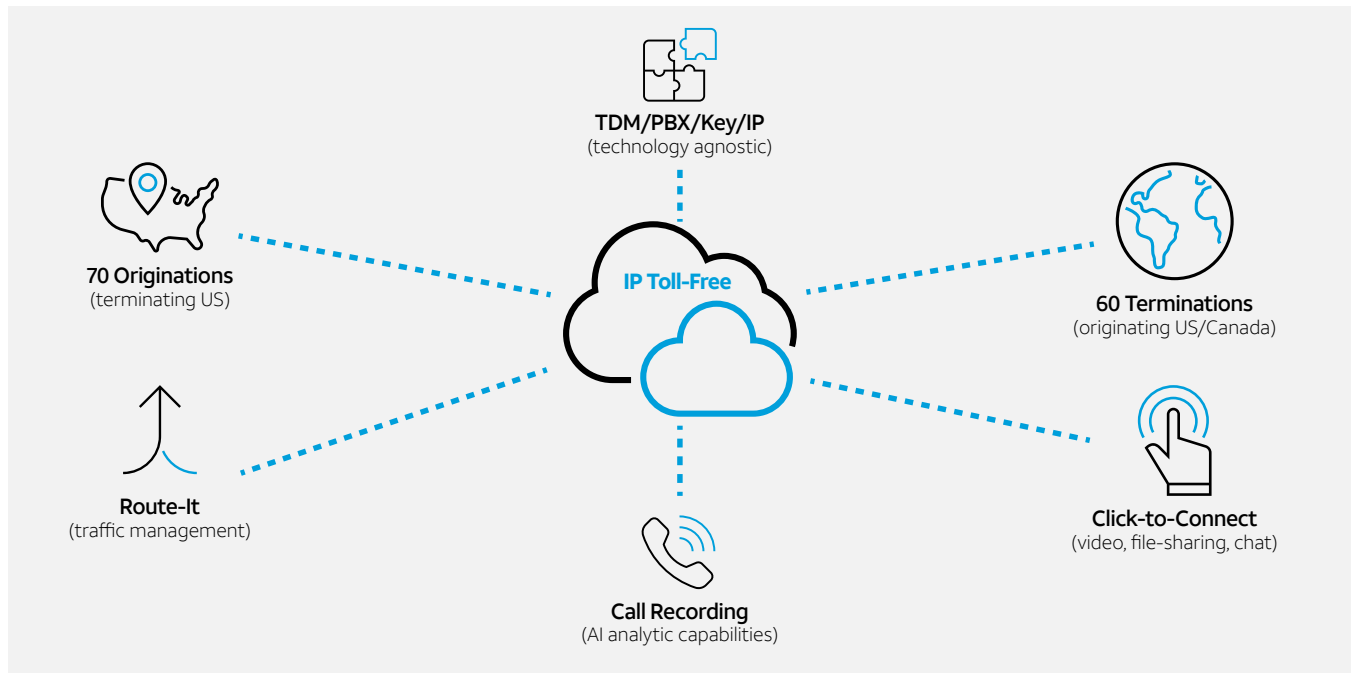 TDM/PBX/Key/IP
(technology agnostic)
70 Originations
(terminating US)
IP Toll-Free
60 Terminations
(originating US/Canada)
Route-It
(traffic management)
Click-to-Connect
(video, file-sharing, chat)
Call Recording
(AI analytic capabilities)